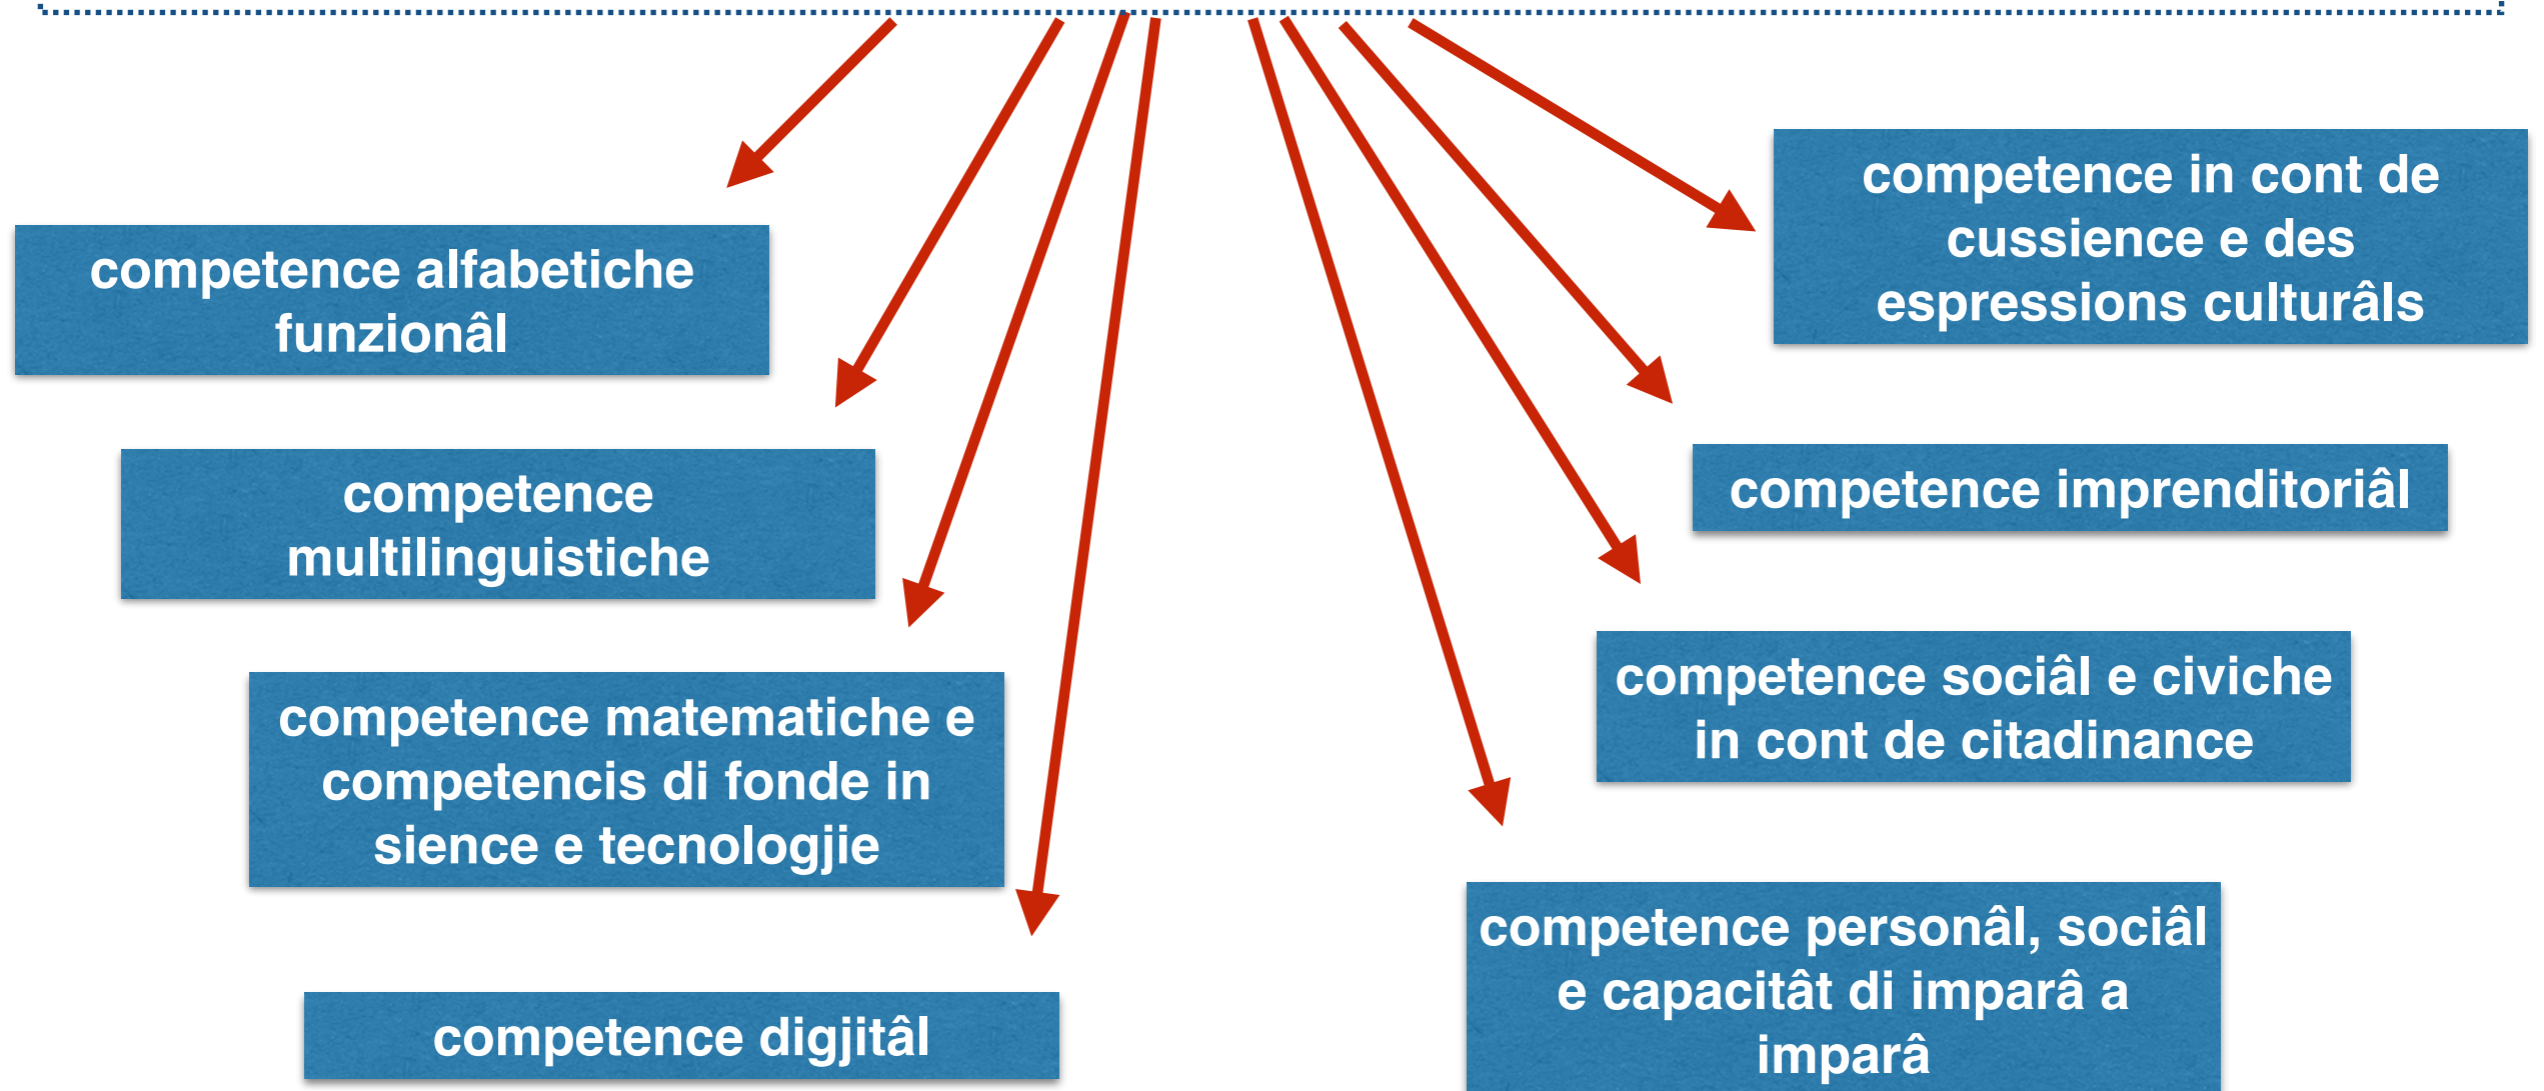 competence alfabetiche
funzionâl
competence
multilinguistiche
competence matematiche e
competencis di fonde in
sience e tecnologjie
competence digjitâl
competence in cont de
cussience e des
espressions culturâls
competence imprenditoriâl
competence sociâl e civiche
in cont de citadinance
competence personâl, sociâl
e capacitât di imparâ a
imparâ